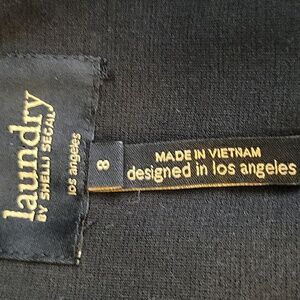 laundry
BY SHELLI SEGAL
los angeles
8
MADE IN VIETNAM
designed in los angeles